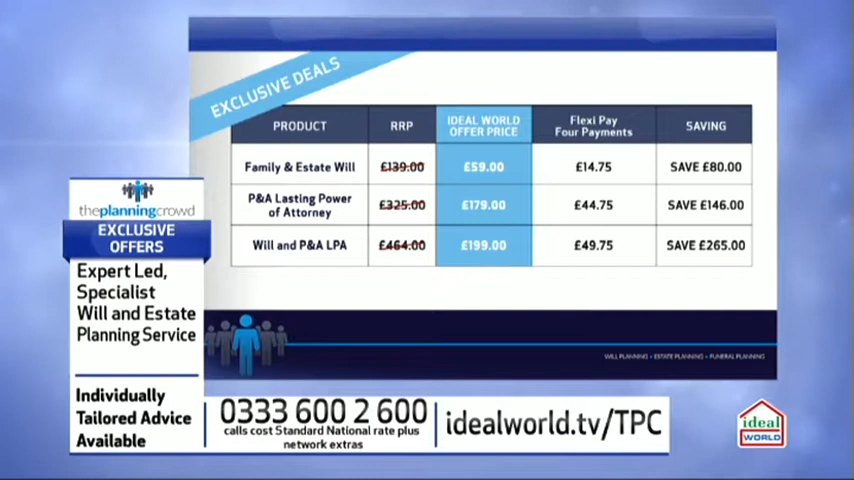 EXCLUSIVE DEALS
PRODUCT RRP IDEAL WORLD OFFER PRICE Flexi Pay Four Payments SAVING
Family & Estate Will £139.00 £59.00 £14.75 SAVE £80.00
P&A Lasting Power of Attorney £325.00 £179.00 £44.75 SAVE £146.00
Will and P&A LPA £464.00 £199.00 £49.75 SAVE £265.00
WILL PLANNING • ESTATE PLANNING • FUNERAL PLANNING
theplanningcrowd
EXCLUSIVE
OFFERS
Expert Led,
Specialist
Will and Estate
Planning Service
Individually
Tailored Advice
Available
0333 600 2 600
calls cost Standard National rate plus
network extras
idealworld.tv/TPC
ideal
WORLD